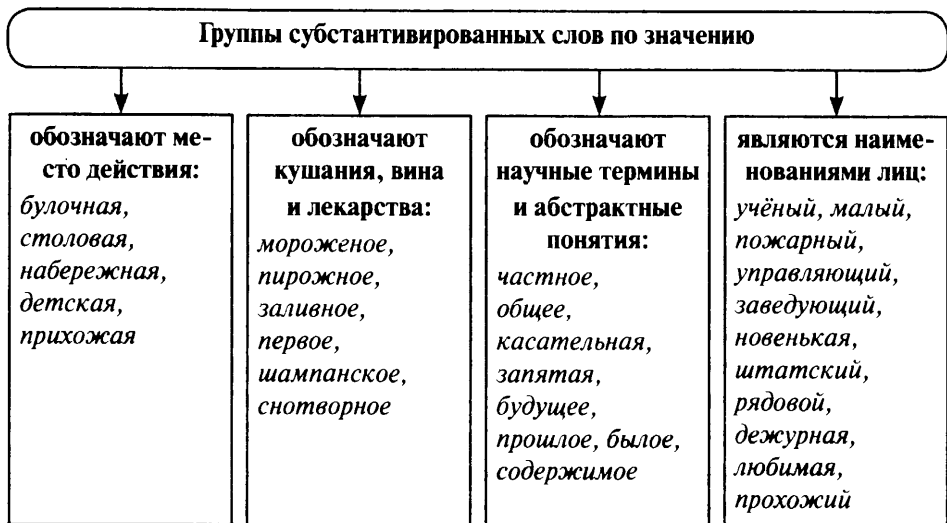 Группы субстантивированных слов по значению
обозначают ме-
сто действия:
булочная,
столовая,
набережная,
детская,
прихожая
обозначают
кушания, вина
и лекарства:
мороженое,
пирожное,
заливное,
первое,
шампанское,
снотворное
обозначают
научные термины
и абстрактные
понятия:
частное,
общее,
касательная,
запятая,
будущее,
прошлое, былое,
содержимое
являются наиме-
нованиями лиц:
учёный, малый,
пожарный,
управляющий,
заведующий,
новенькая,
штатский,
рядовой,
дежурная,
любимая,
прохожий